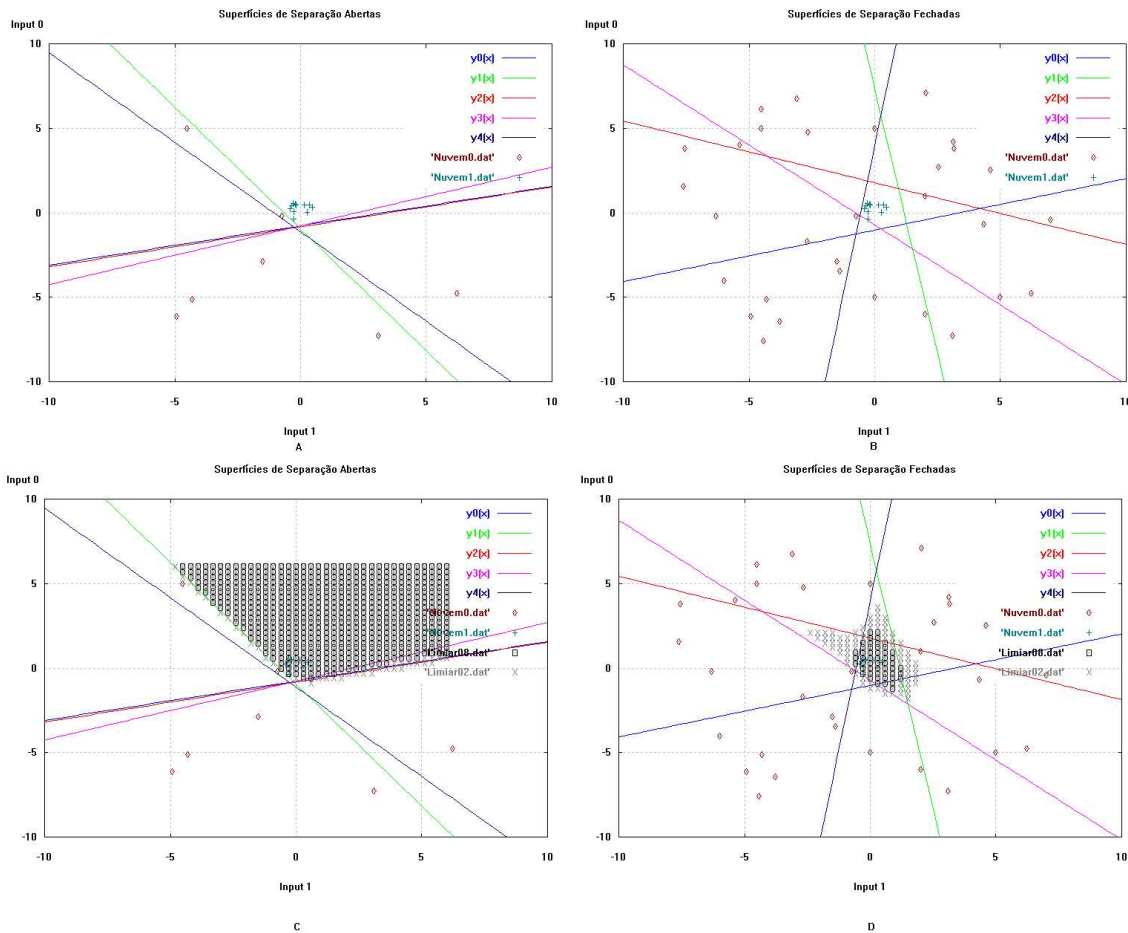 Superfícies de Separação Abertas
Input 0
10
5
0
-5
-10
-10
-5
0
5
10
Input 1
A
y0(x)
y1(x)
y2(x)
y3(x)
y4(x)
'Nuvem0.dat'
'Nuvem1.dat'
Superfícies de Separação Fechadas
Input 0
10
5
0
-5
-10
-10
-5
0
5
10
Input 1
B
y0(x)
y1(x)
y2(x)
y3(x)
y4(x)
'Nuvem0.dat'
'Nuvem1.dat'
Superfícies de Separação Abertas
Input 0
10
5
0
-5
-10
-10
-5
0
5
10
Input 1
C
y0(x)
y1(x)
y2(x)
y3(x)
y4(x)
'Nuvem0.dat'
'Nuvem1.dat'
'Limiar08.dat'
'Limiar02.dat'
Superfícies de Separação Fechadas
Input 0
10
5
0
-5
-10
-10
-5
0
5
10
Input 1
D
y0(x)
y1(x)
y2(x)
y3(x)
y4(x)
'Nuvem0.dat'
'Nuvem1.dat'
'Limiar08.dat'
'Limiar02.dat'